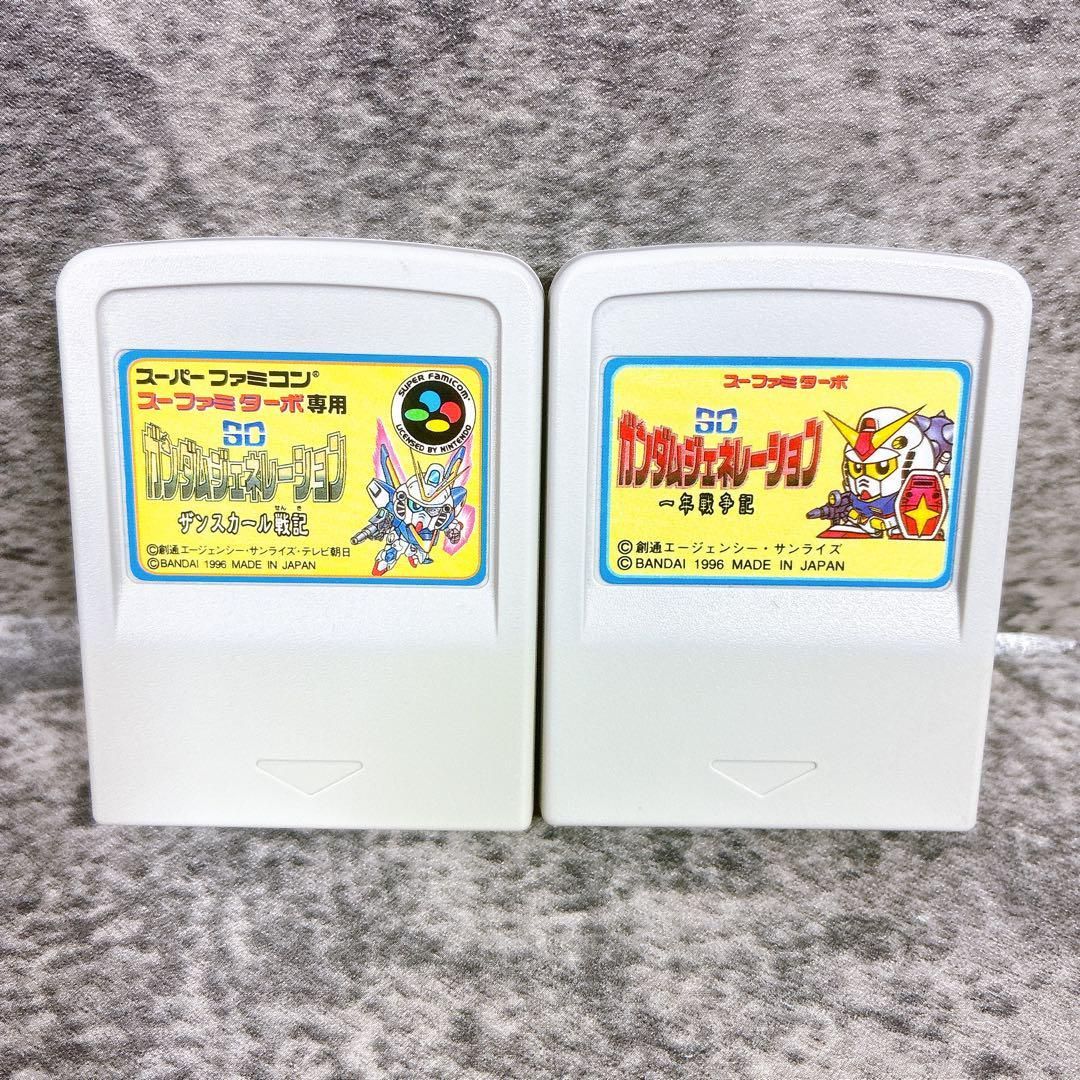 スーパーファミコン®
スーファミターボ専用
SUPER FAMICOM
LICENSED BY NINTENDO
SD
ガンダムジェネレーション
せんき
ザンスカール戦記
©創通エージェンシー・サンライズ・テレビ朝日
©BANDAI 1996 MADE IN JAPAN
スーファミターボ
SD
ガンダムジェネレーション
一年戦争記
©創通エージェンシー・サンライズ
©BANDAI 1996 MADE IN JAPAN